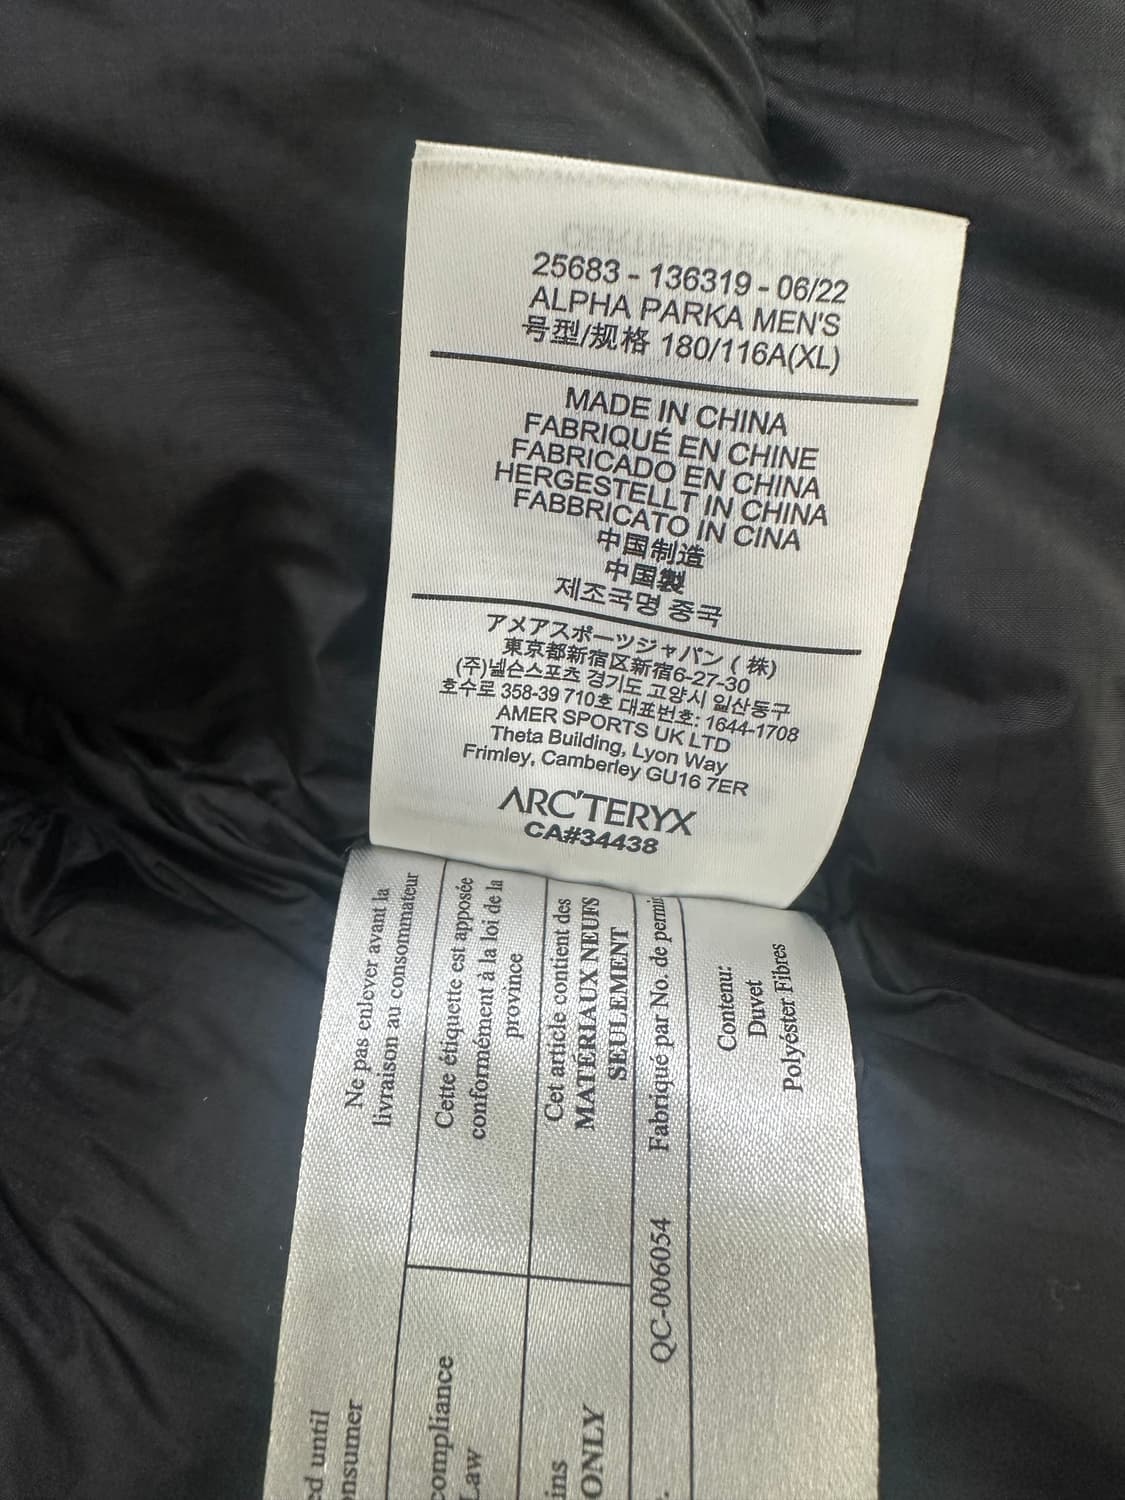 25683 - 136319 - 06/22
ALPHA PARKA MEN'S
号型/规格 180/116A(XL)
MADE IN CHINA
FABRIQUÉ EN CHINE
FABRICADO EN CHINA
HERGESTELLT IN CHINA
FABBRICATO IN CINA
中国制造
中国製
제조국명 중국
アメアスポーツジャパン ( 株)
東京都新宿区新宿6-27-30
(주)넬슨스포츠 경기도 고양시 일산동구
호수로 358-39 710호 대표번호: 1644-1708
AMER SPORTS UK LTD
Theta Building, Lyon Way
Frimley, Camberley GU16 7ER
ARC'TERYX
CA#34438
Ne pas enlever avant la
livraison au consommateur
Cette étiquette est apposée
conformément à la loi de la
province
Cet article contient des
MATÉRIAUX NEUFS
SEULEMENT
Fabriqué par No. de permi
QC-006054
Contenu:
Duvet
Polyéster Fibres
ed until
onsumer
compliance
Law
ins
ONLY